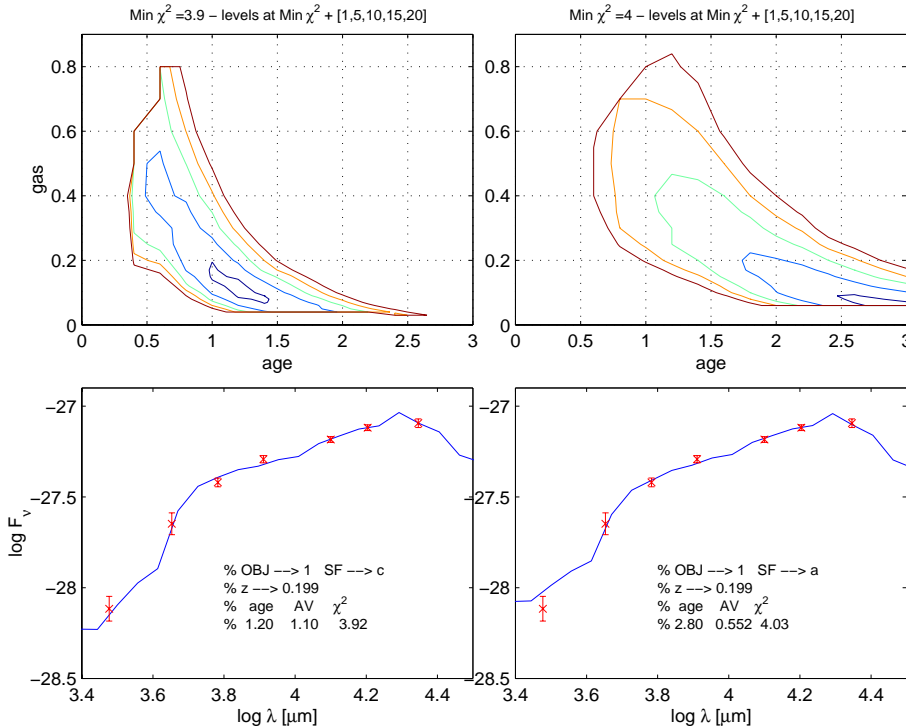 Min χ² =3.9 − levels at Min χ² + [1,5,10,15,20]
Min χ² =4 − levels at Min χ² + [1,5,10,15,20]
gas
0.8
0.6
0.4
0.2
0
0 0.5 1 1.5 2 2.5 3
age
0.8
0.6
0.4
0.2
0
0 0.5 1 1.5 2 2.5 3
age
log F_ν
−27
−27.5
−28
−28.5
3.4 3.6 3.8 4 4.2 4.4
log λ [µm]
% OBJ −−> 1 SF −−> c
% z −−> 0.199
% age AV χ²
% 1.20 1.10 3.92
−27
−27.5
−28
−28.5
3.4 3.6 3.8 4 4.2 4.4
log λ [µm]
% OBJ −−> 1 SF −−> a
% z −−> 0.199
% age AV χ²
% 2.80 0.552 4.03